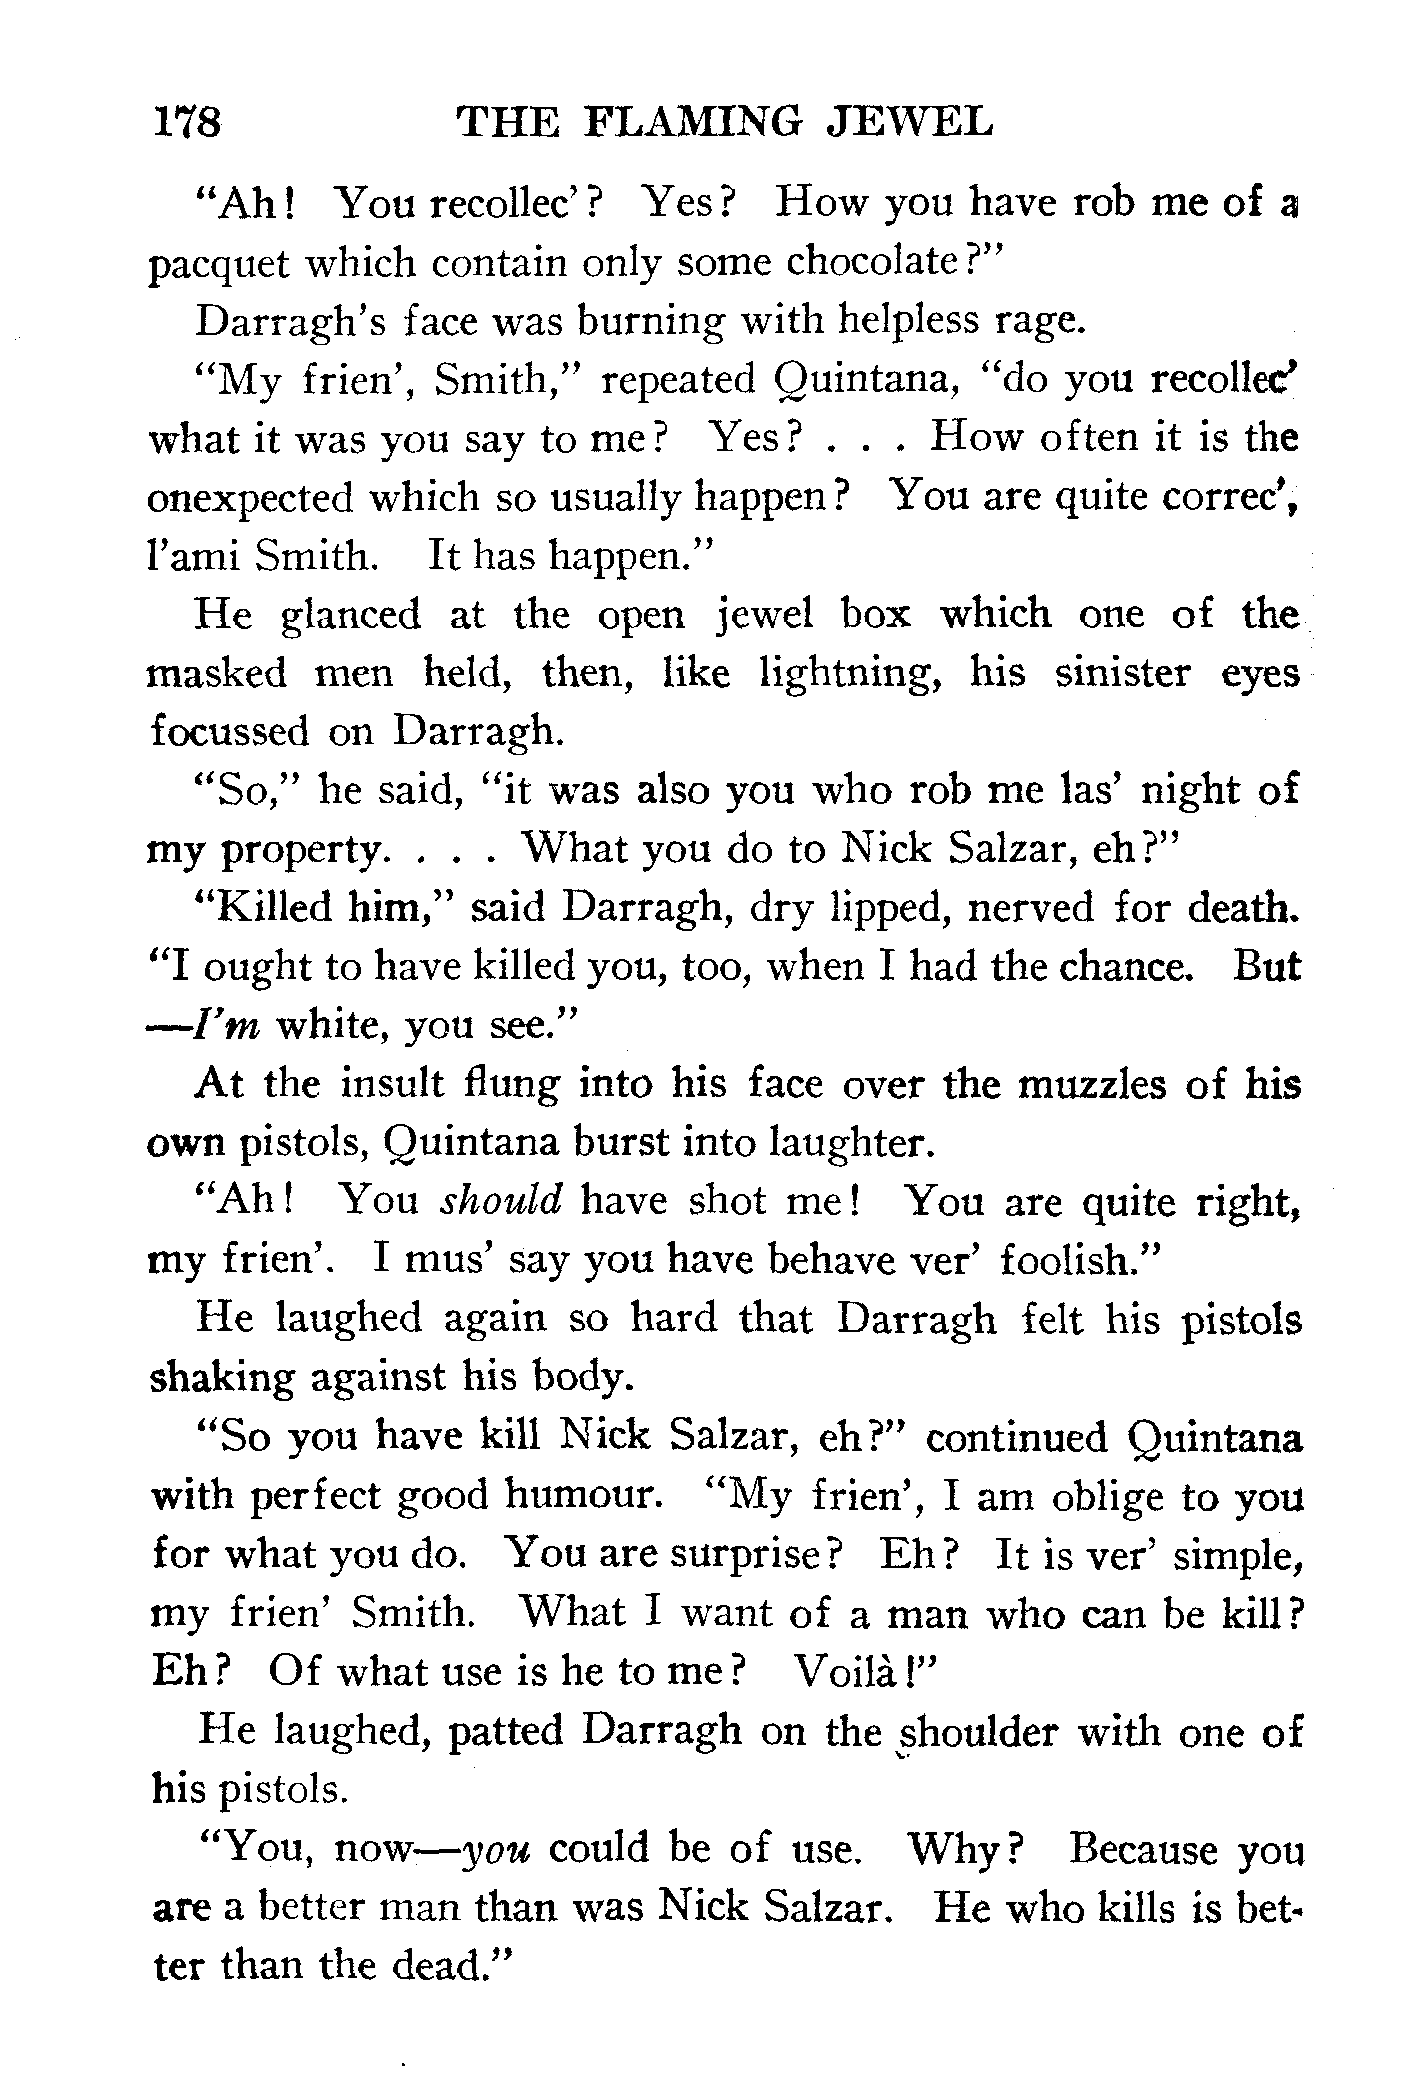 178 THE FLAMING JEWEL
"Ah! You recollec'? Yes? How you have rob me of a
pacquet which contain only some chocolate?"
Darragh's face was burning with helpless rage.
"My frien', Smith," repeated Quintana, "do you recollec'
what it was you say to me? Yes? . . . How often it is the
onexpected which so usually happen? You are quite correc',
l'ami Smith. It has happen."
He glanced at the open jewel box which one of the
masked men held, then, like lightning, his sinister eyes
focussed on Darragh.
"So," he said, "it was also you who rob me las' night of
my property. . . . What you do to Nick Salzar, eh?"
"Killed him," said Darragh, dry lipped, nerved for death.
"I ought to have killed you, too, when I had the chance. But
—I'm white, you see."
At the insult flung into his face over the muzzles of his
own pistols, Quintana burst into laughter.
"Ah! You should have shot me! You are quite right,
my frien'. I mus' say you have behave ver' foolish."
He laughed again so hard that Darragh felt his pistols
shaking against his body.
"So you have kill Nick Salzar, eh?" continued Quintana
with perfect good humour. "My frien', I am oblige to you
for what you do. You are surprise? Eh? It is ver' simple,
my frien' Smith. What I want of a man who can be kill?
Eh? Of what use is he to me? Voilà!"
He laughed, patted Darragh on the shoulder with one of
his pistols.
"You, now—you could be of use. Why? Because you
are a better man than was Nick Salzar. He who kills is bet-
ter than the dead."